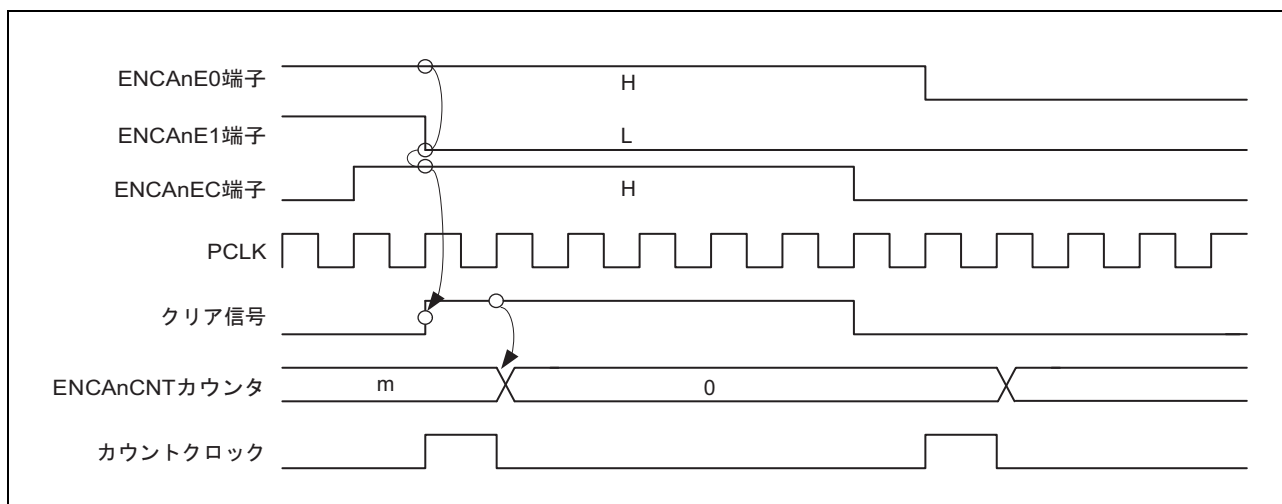 ENCAnE0端子
H
ENCAnE1端子
L
ENCAnEC端子
H
PCLK
クリア信号
ENCAnCNTカウンタ
m
0
カウントクロック